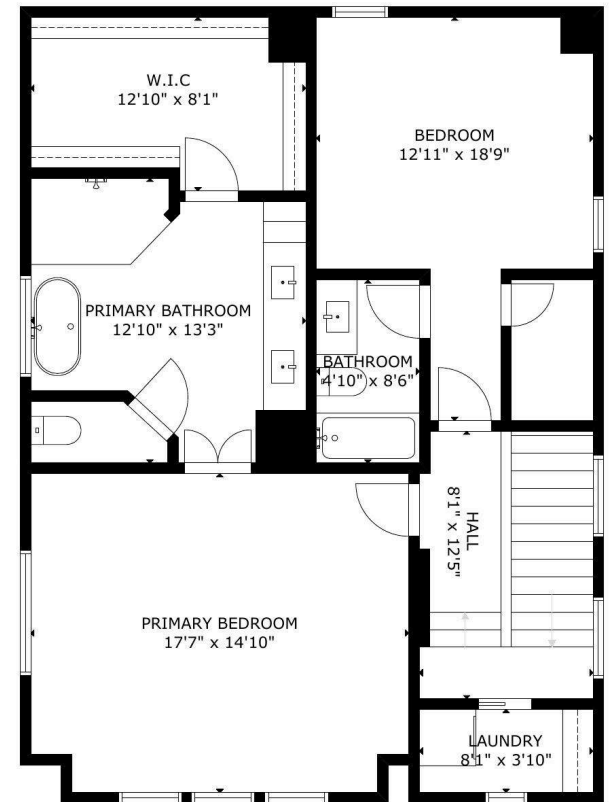 W.I.C
12'10" x 8'1"
BEDROOM
12'11" x 18'9"
PRIMARY BATHROOM
12'10" x 13'3"
BATHROOM
4'10" x 8'6"
HALL
8'1" x 12'5"
PRIMARY BEDROOM
17'7" x 14'10"
LAUNDRY
8'1" x 3'10"